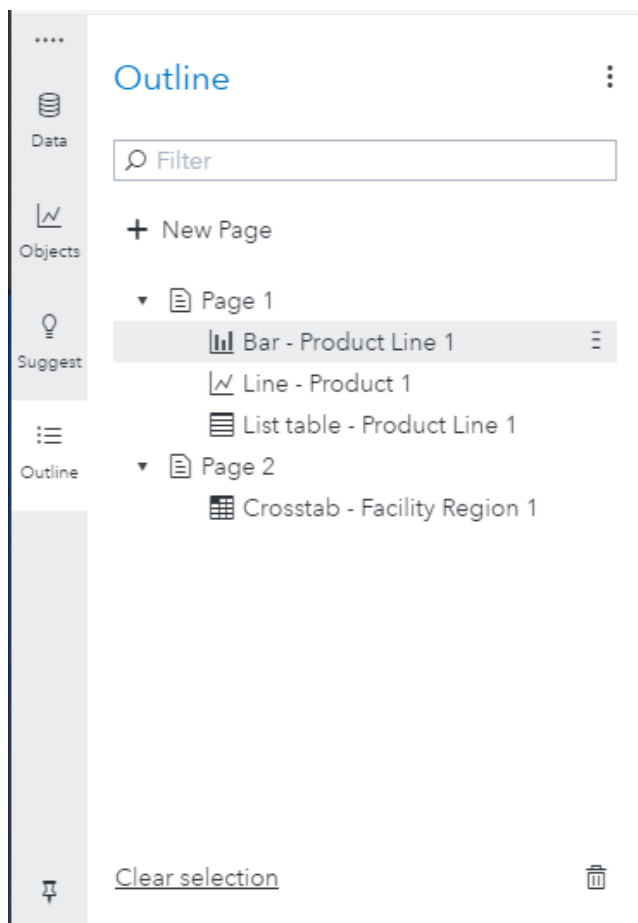 Data
Objects
Suggest
Outline
Outline
Filter
New Page
Page 1
Bar - Product Line 1
Line - Product 1
List table - Product Line 1
Page 2
Crosstab - Facility Region 1
Clear selection